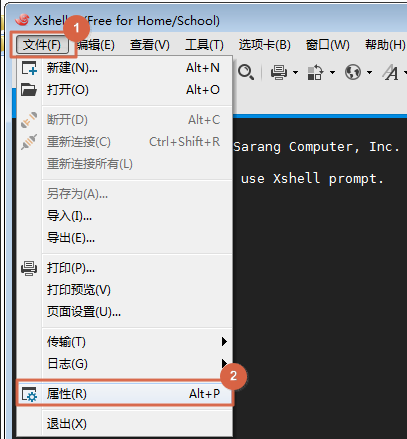 Xshell (Free for Home/School)
1
文件(F) 编辑(E) 查看(V) 工具(T) 选项卡(B) 窗口(W) 帮助(H)
新建(N)... Alt+N
打开(O) Alt+O
断开(D) Alt+C
重新连接(C) Ctrl+Shift+R
重新连接所有(L)
另存为(A)...
导入(I)...
导出(E)...
打印(P)...
打印预览(V)
页面设置(U)...
传输(T)
日志(G)
2
属性(R) Alt+P
退出(X)
Sarang Computer, Inc.
use Xshell prompt.